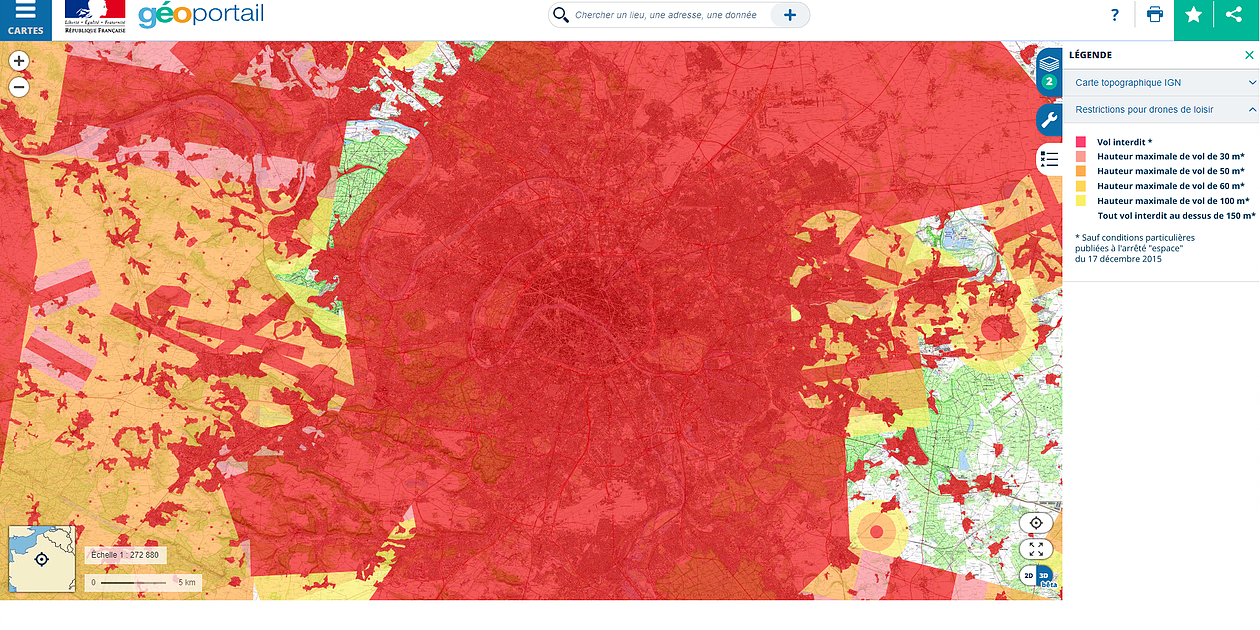 CARTES
Liberté • Égalité • Fraternité
RÉPUBLIQUE FRANÇAISE
géoportail
Chercher un lieu, une adresse, une donnée
+
?
+
−
2
LÉGENDE
Carte topographique IGN
Restrictions pour drones de loisir
Vol interdit *
Hauteur maximale de vol de 30 m*
Hauteur maximale de vol de 50 m*
Hauteur maximale de vol de 60 m*
Hauteur maximale de vol de 100 m*
Tout vol interdit au dessus de 150 m*
* Sauf conditions particulières
publiées à l'arrêté "espace"
du 17 décembre 2015
Échelle 1 : 272 880
0 5 km
2D 3D
bêta